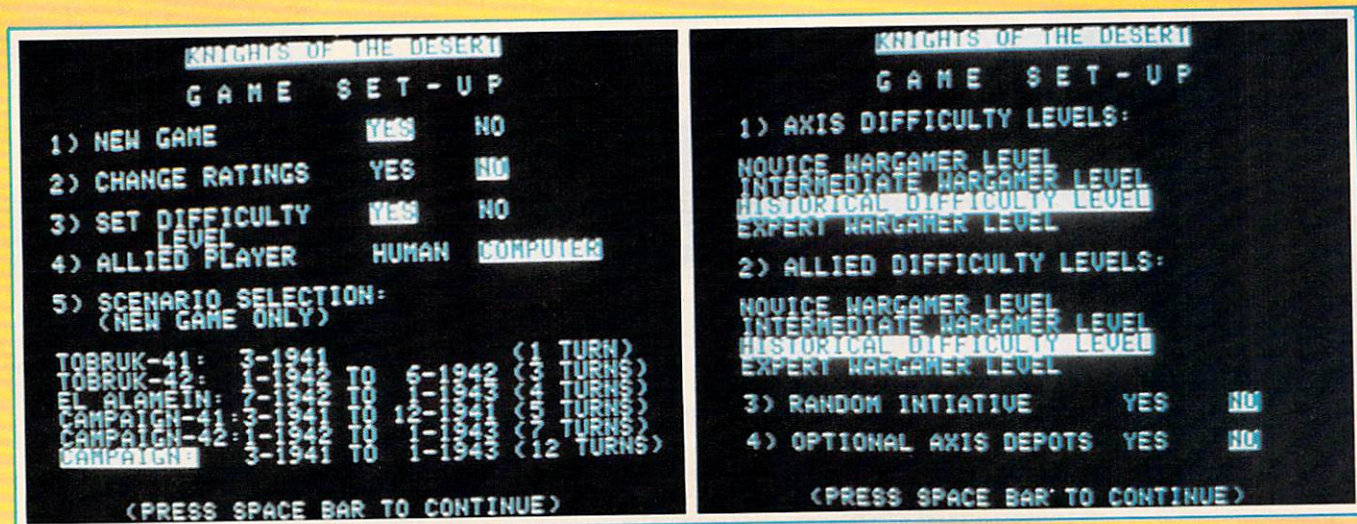 KNIGHTS OF THE DESERT
GAME SET-UP
1) NEW GAME YES NO
2) CHANGE RATINGS YES NO
3) SET DIFFICULTY YES NO
LEVEL
4) ALLIED PLAYER HUMAN COMPUTER
5) SCENARIO SELECTION:
(NEW GAME ONLY)
TOBRUK-41: 3-1941 (1 TURN)
TOBRUK-42: 1-1942 TO 6-1942 (3 TURNS)
EL ALAMEIN: 7-1942 TO 1-1943 (4 TURNS)
CAMPAIGN-41: 3-1941 TO 12-1941 (5 TURNS)
CAMPAIGN-42: 1-1942 TO 1-1943 (7 TURNS)
CAMPAIGN: 3-1941 TO 1-1943 (12 TURNS)
(PRESS SPACE BAR TO CONTINUE)
KNIGHTS OF THE DESERT
GAME SET-UP
1) AXIS DIFFICULTY LEVELS:
NOVICE WARGAMER LEVEL
INTERMEDIATE WARGAMER LEVEL
HISTORICAL DIFFICULTY LEVEL
EXPERT WARGAMER LEVEL
2) ALLIED DIFFICULTY LEVELS:
NOVICE WARGAMER LEVEL
INTERMEDIATE WARGAMER LEVEL
HISTORICAL DIFFICULTY LEVEL
EXPERT WARGAMER LEVEL
3) RANDOM INTIATIVE YES NO
4) OPTIONAL AXIS DEPOTS YES NO
(PRESS SPACE BAR TO CONTINUE)